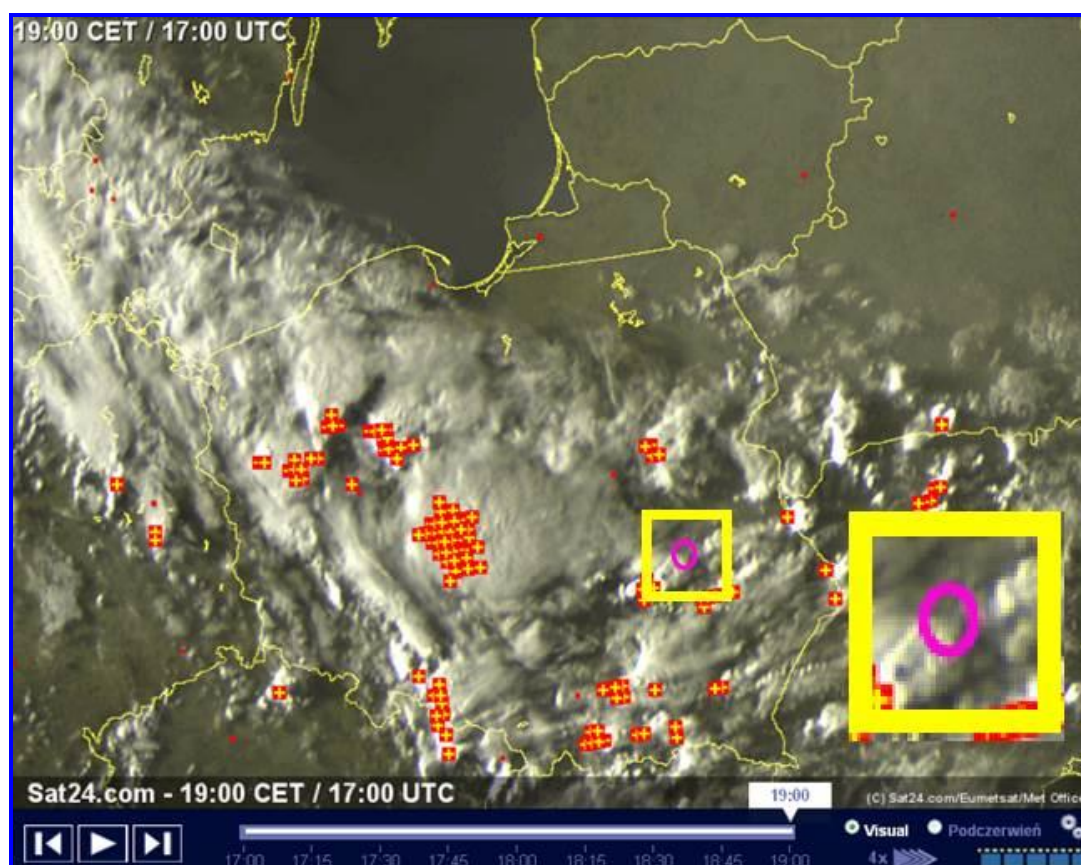 19:00 CET / 17:00 UTC
Sat24.com - 19:00 CET / 17:00 UTC
19:00
(C) Sat24.com/Eumetsat/Met Office
Visual
Podczerwień
17:00 17:15 17:30 17:45 18:00 18:15 18:30 18:45 19:00
4x